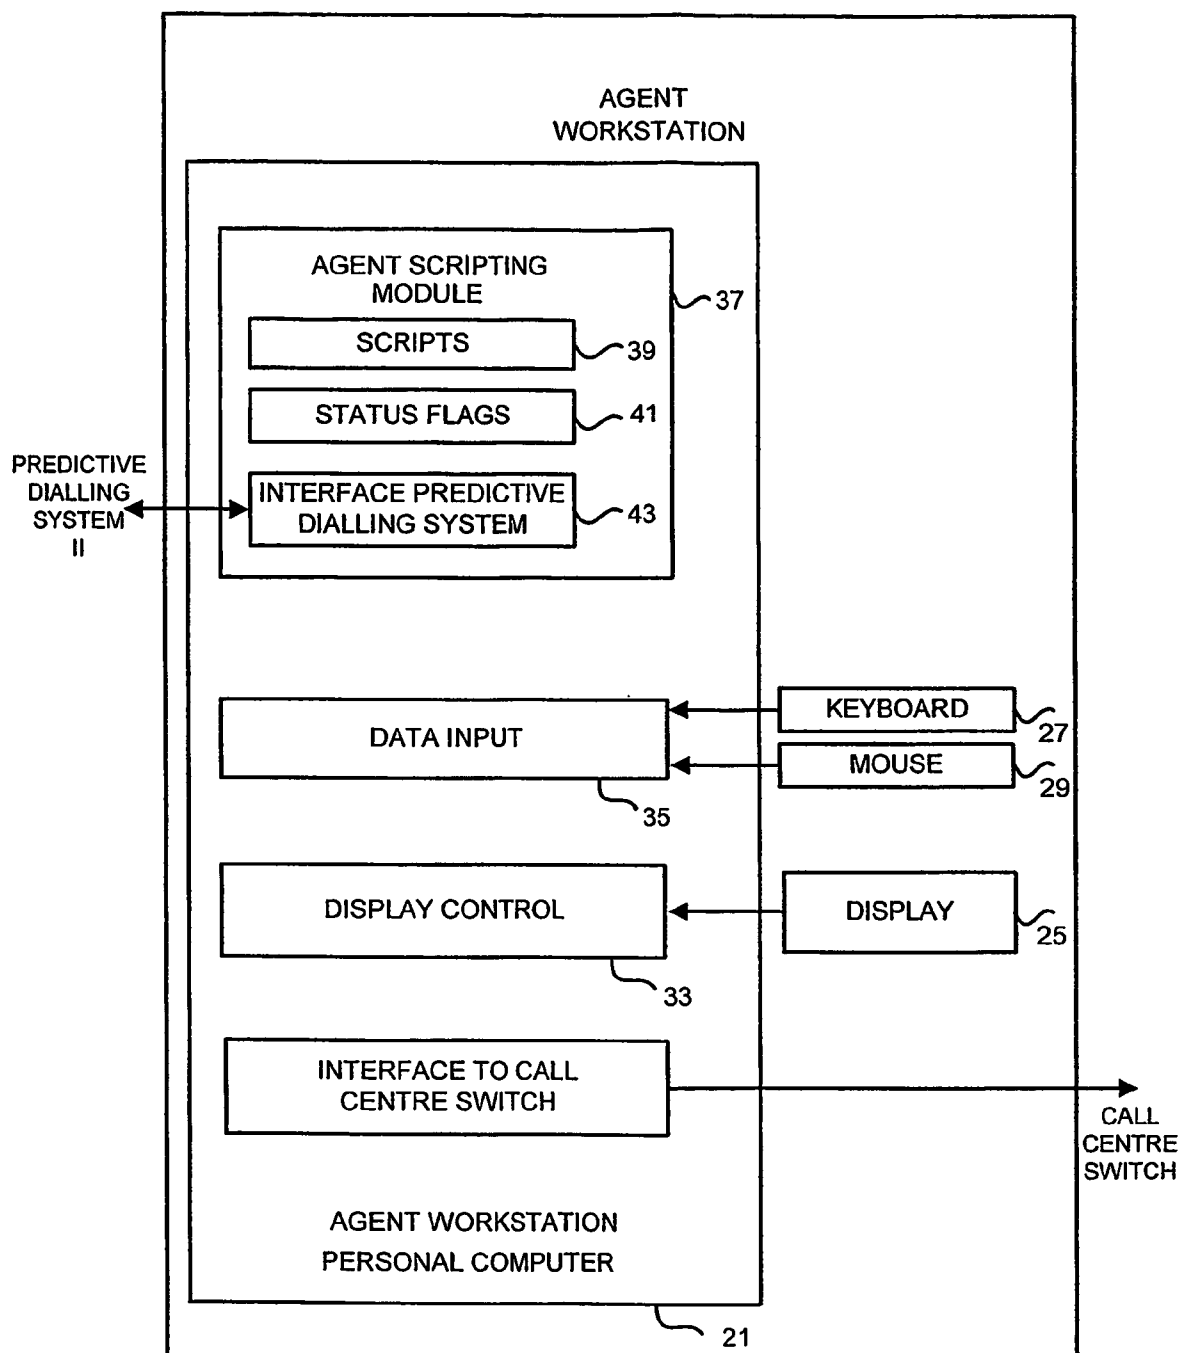 AGENT
WORKSTATION
AGENT SCRIPTING
MODULE
37
SCRIPTS
39
STATUS FLAGS
41
PREDICTIVE
DIALLING
SYSTEM
II
INTERFACE PREDICTIVE
DIALLING SYSTEM
43
KEYBOARD
27
DATA INPUT
MOUSE
29
35
DISPLAY CONTROL
DISPLAY
25
33
INTERFACE TO CALL
CENTRE SWITCH
CALL
CENTRE
SWITCH
AGENT WORKSTATION
PERSONAL COMPUTER
21